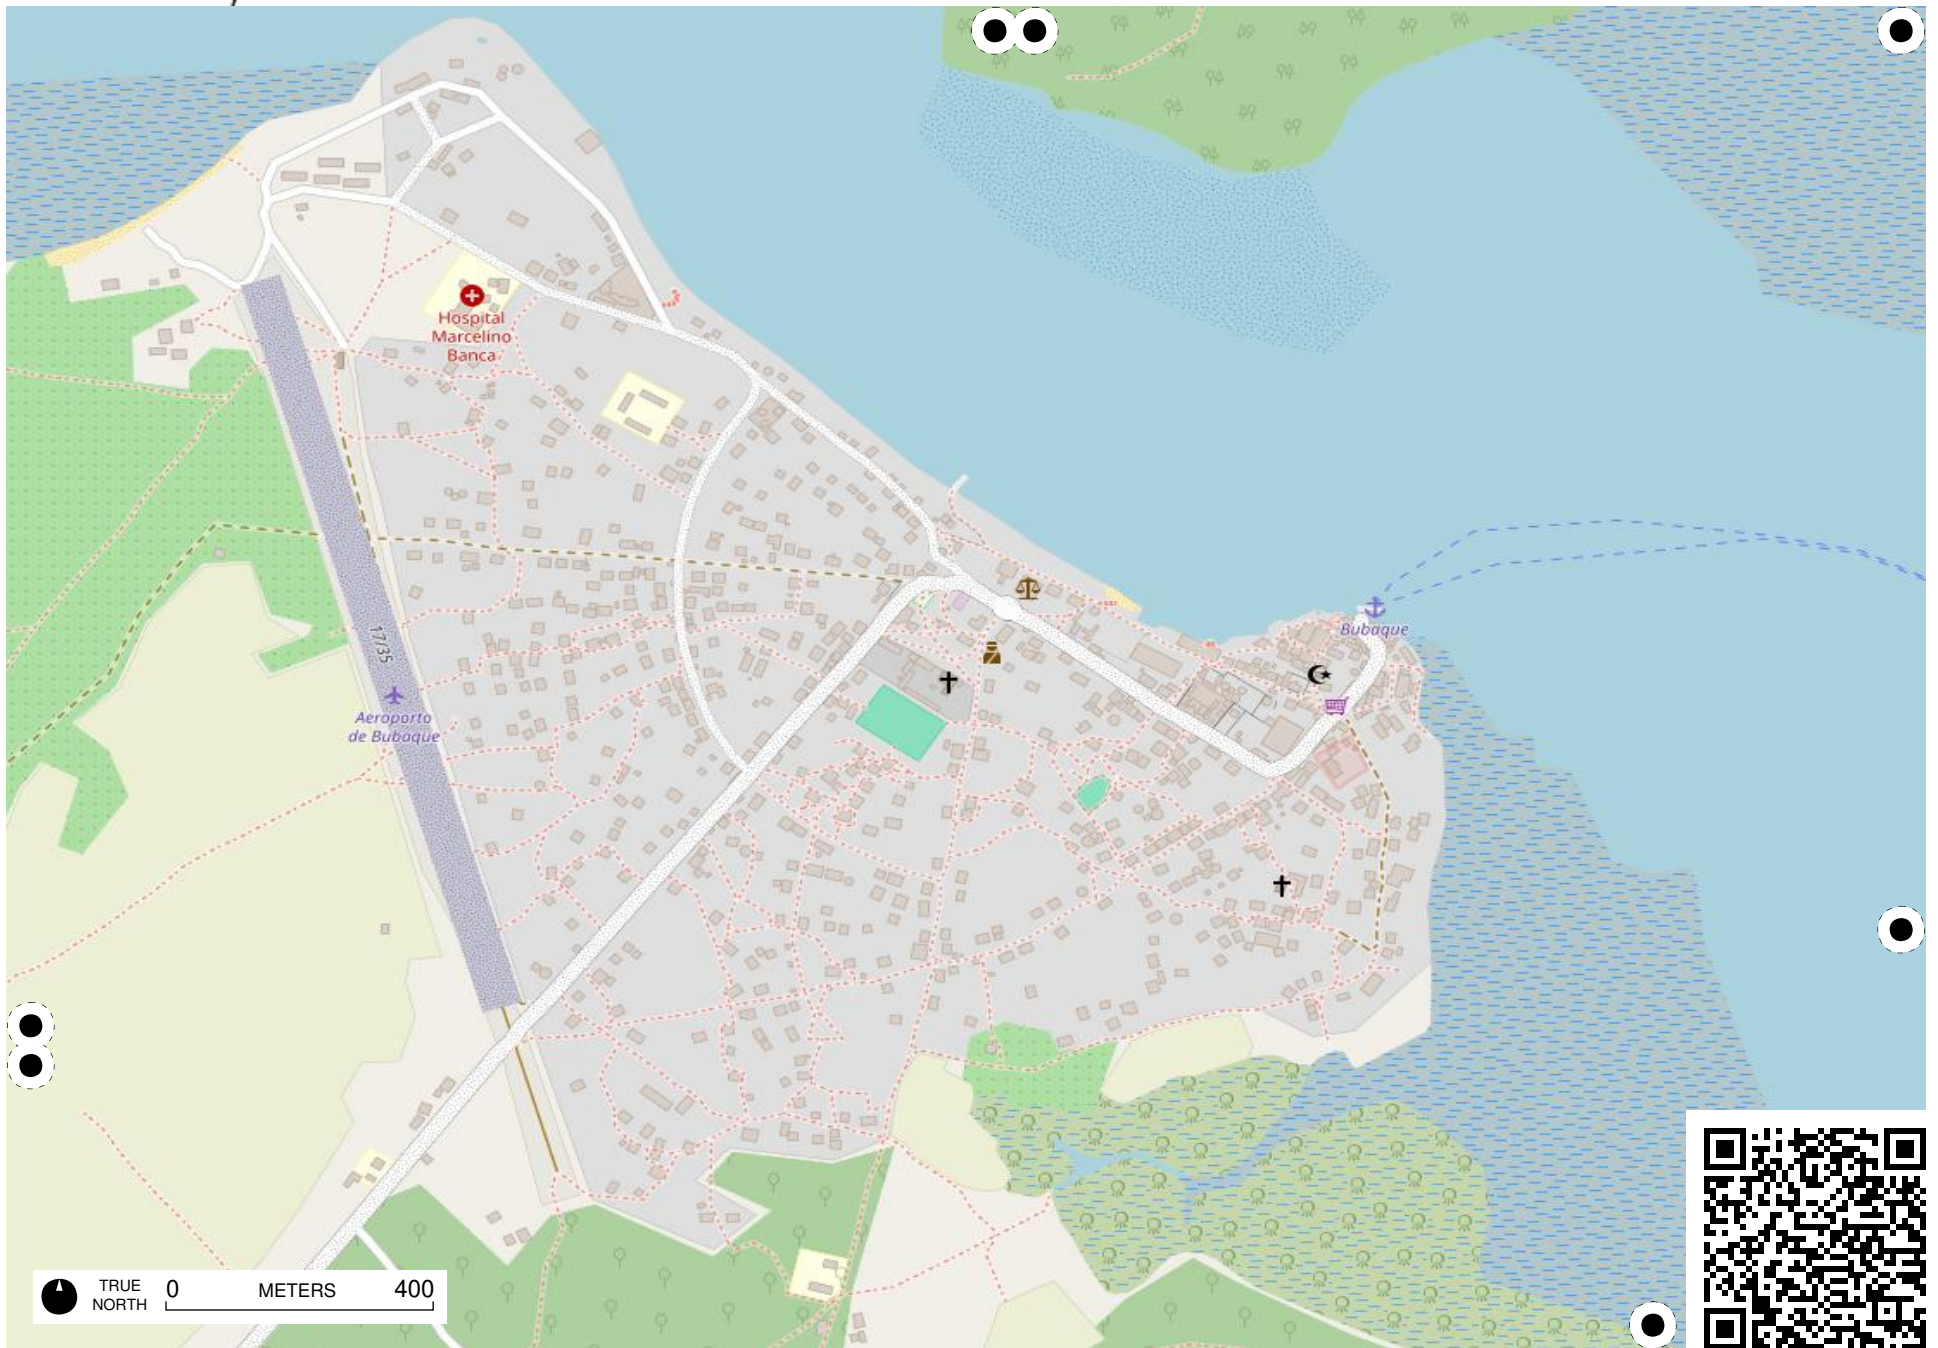 Hospital
Marcelino
Banca
Bubaque
17/35
Aeroporto
de Bubaque
TRUE
NORTH
0 METERS 400